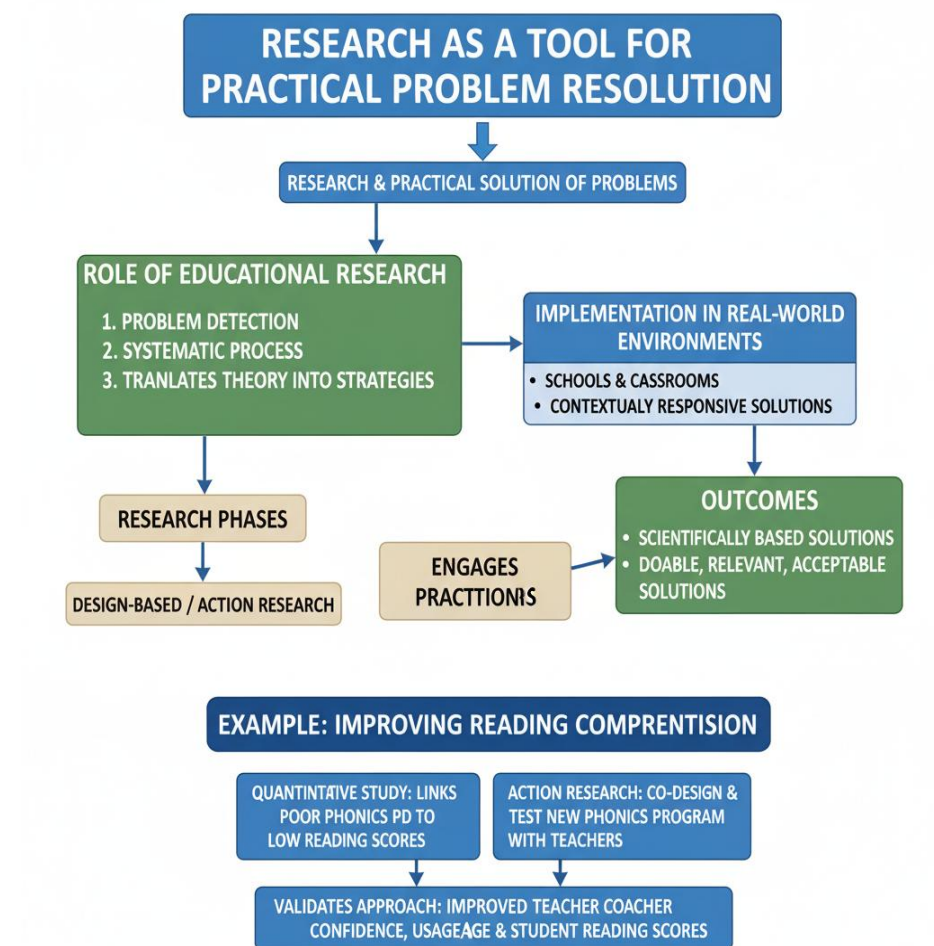 RESEARCH AS A TOOL FOR
PRACTICAL PROBLEM RESOLUTION
RESEARCH & PRACTICAL SOLUTION OF PROBLEMS
ROLE OF EDUCATIONAL RESEARCH
1. PROBLEM DETECTION
2. SYSTEMATIC PROCESS
3. TRANLATES THEORY INTO STRATEGIES
IMPLEMENTATION IN REAL-WORLD
ENVIRONMENTS
• SCHOOLS & CASSROOMS
• CONTEXTUALY RESPONSIVE SOLUTIONS
RESEARCH PHASES
DESIGN-BASED / ACTION RESEARCH
ENGAGES
OUTCOMES
• SCIENTIFICALLY BASED SOLUTIONS
• DOABLE, RELEVANT, ACCEPTABLE
SOLUTIONS
EXAMPLE: IMPROVING READING COMPRENTISION
QUANTINTATIVE STUDY: LINKS
POOR PHONICS PD TO
LOW READING SCORES
ACTION RESEARCH: CO-DESIGN &
TEST NEW PHONICS PROGRAM
WITH TEACHERS
VALIDATES APPROACH: IMPROVED TEACHER COACHER
CONFIDENCE, & STUDENT READING SCORES